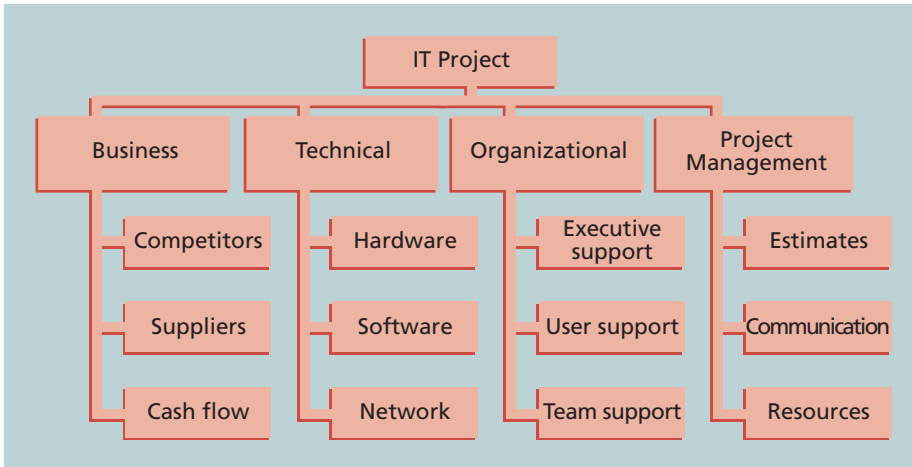 IT Project
Business
Technical
Organizational
Project
Management
Competitors
Hardware
Executive
support
Estimates
Suppliers
Software
User support
Communication
Cash flow
Network
Team support
Resources